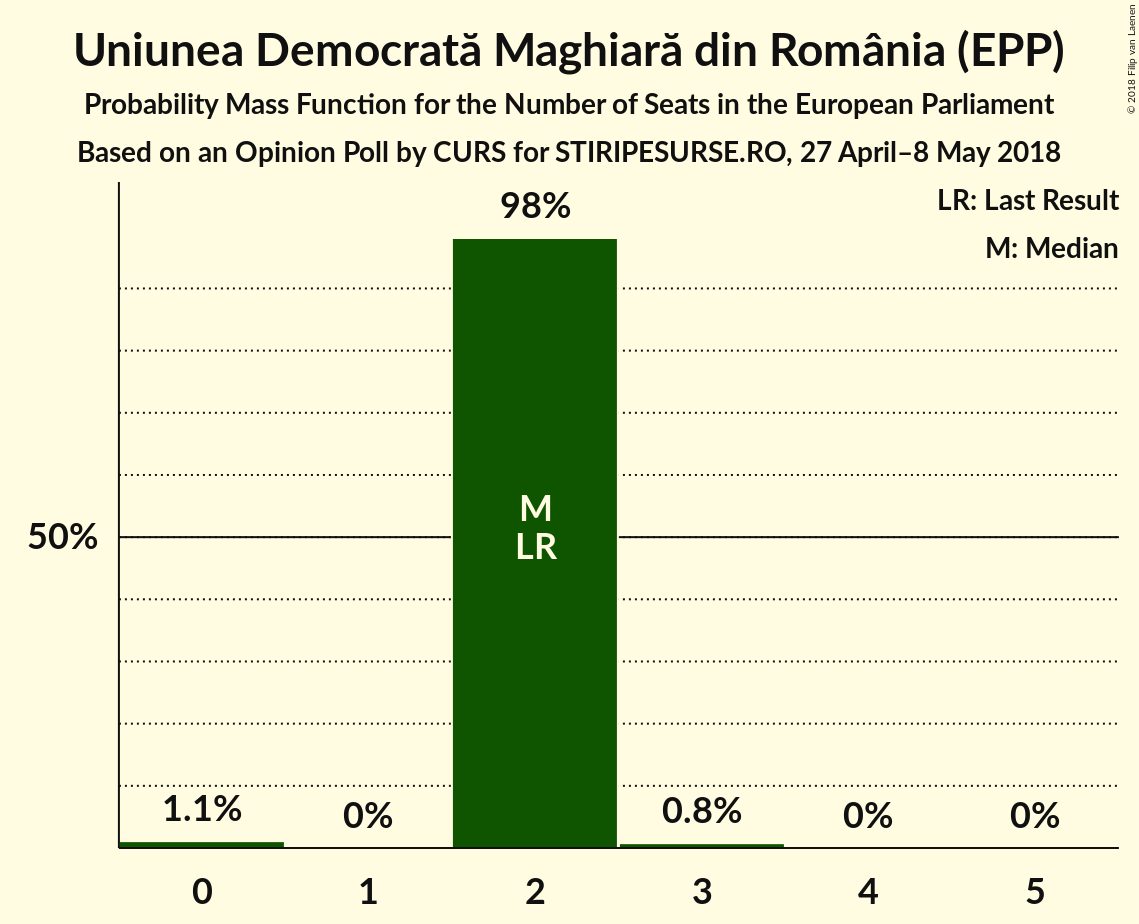 Uniunea Democrată Maghiară din România (EPP)
Probability Mass Function for the Number of Seats in the European Parliament
Based on an Opinion Poll by CURS for STIRIPESURSE.RO, 27 April–8 May 2018
© 2018 Filip van Laenen
LR: Last Result
M: Median
98%
M
LR
50%
1.1%
0%
0.8%
0%
0%
0 1 2 3 4 5